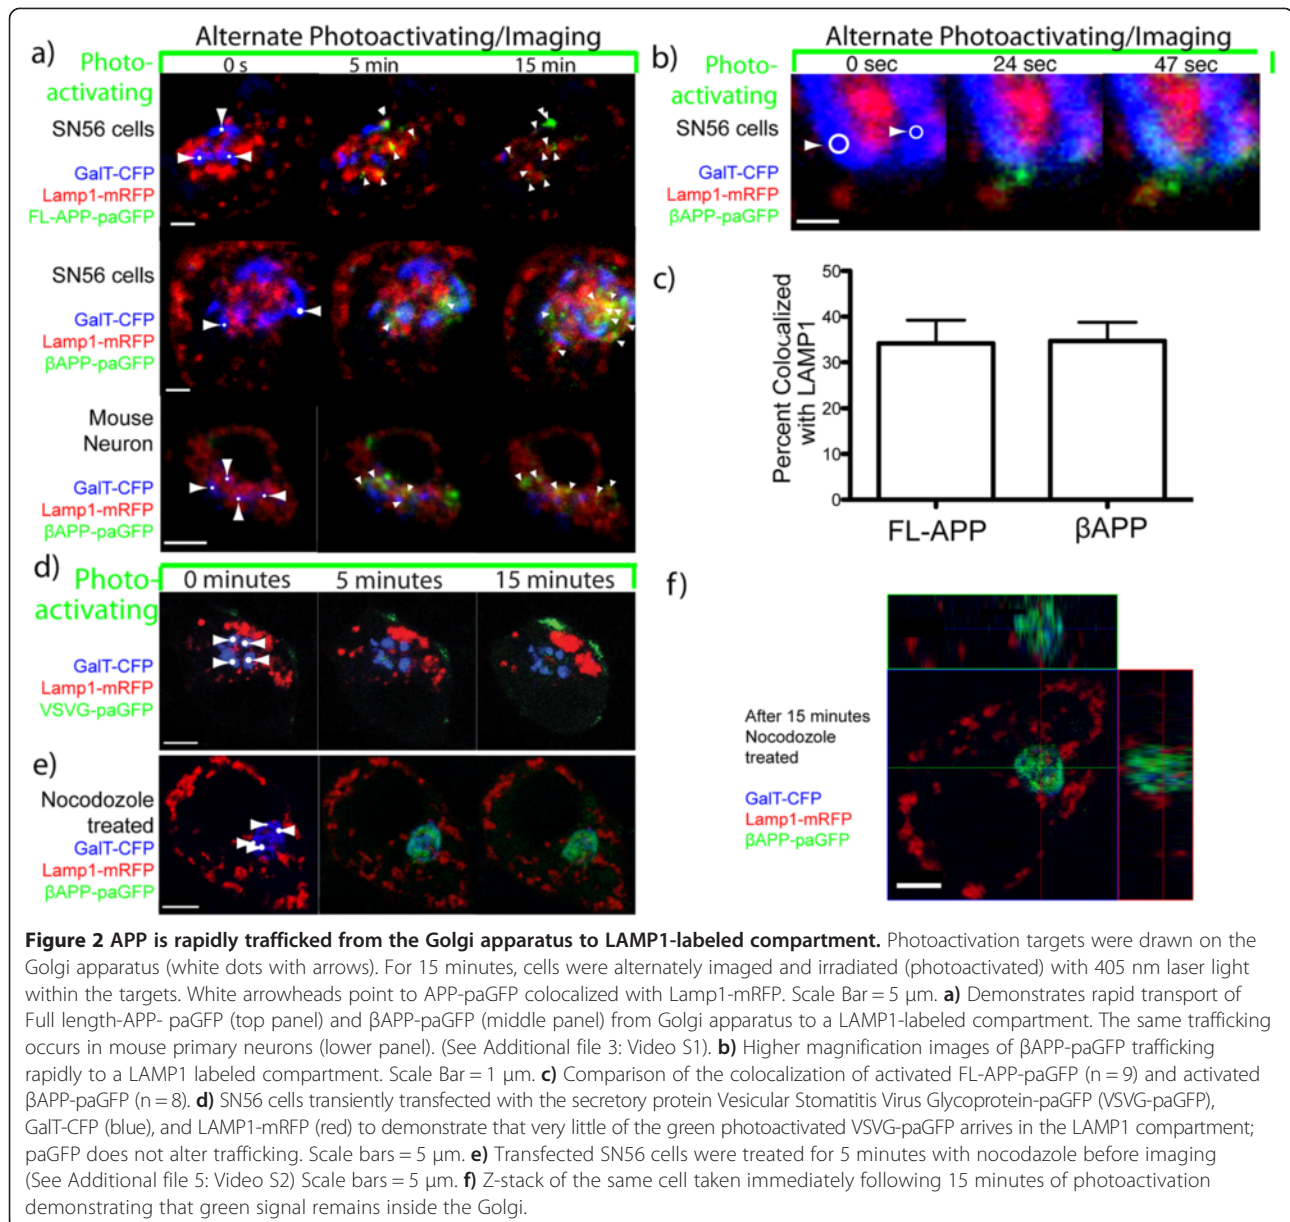 a)
Alternate Photoactivating/Imaging
Photo-
activating
0 s
5 min
15 min
SN56 cells
GalT-CFP
Lamp1-mRFP
FL-APP-paGFP
SN56 cells
GalT-CFP
Lamp1-mRFP
βAPP-paGFP
Mouse
Neuron
GalT-CFP
Lamp1-mRFP
βAPP-paGFP
b)
Alternate Photoactivating/Imaging
Photo-
activating
0 sec
24 sec
47 sec
SN56 cells
GalT-CFP
Lamp1-mRFP
βAPP-paGFP
c)
Percent Colocalized
with LAMP1
50
40
30
20
10
0
FL-APP
βAPP
d)
Photo-
activating
0 minutes
5 minutes
15 minutes
GalT-CFP
Lamp1-mRFP
VSVG-paGFP
e)
Nocodozole
treated
GalT-CFP
Lamp1-mRFP
βAPP-paGFP
f)
After 15 minutes
Nocodozole
treated
GalT-CFP
Lamp1-mRFP
βAPP-paGFP
Figure 2 APP is rapidly trafficked from the Golgi apparatus to LAMP1-labeled compartment. Photoactivation targets were drawn on the
Golgi apparatus (white dots with arrows). For 15 minutes, cells were alternately imaged and irradiated (photoactivated) with 405 nm laser light
within the targets. White arrowheads point to APP-paGFP colocalized with Lamp1-mRFP. Scale Bar = 5 μm. a) Demonstrates rapid transport of
Full length-APP- paGFP (top panel) and βAPP-paGFP (middle panel) from Golgi apparatus to a LAMP1-labeled compartment. The same trafficking
occurs in mouse primary neurons (lower panel). (See Additional file 3: Video S1). b) Higher magnification images of βAPP-paGFP trafficking
rapidly to a LAMP1 labeled compartment. Scale Bar = 1 μm. c) Comparison of the colocalization of activated FL-APP-paGFP (n = 9) and activated
βAPP-paGFP (n = 8). d) SN56 cells transiently transfected with the secretory protein Vesicular Stomatitis Virus Glycoprotein-paGFP (VSVG-paGFP),
GalT-CFP (blue), and LAMP1-mRFP (red) to demonstrate that very little of the green photoactivated VSVG-paGFP arrives in the LAMP1 compartment;
paGFP does not alter trafficking. Scale bars = 5 μm. e) Transfected SN56 cells were treated for 5 minutes with nocodazole before imaging
(See Additional file 5: Video S2) Scale bars = 5 μm. f) Z-stack of the same cell taken immediately following 15 minutes of photoactivation
demonstrating that green signal remains inside the Golgi.